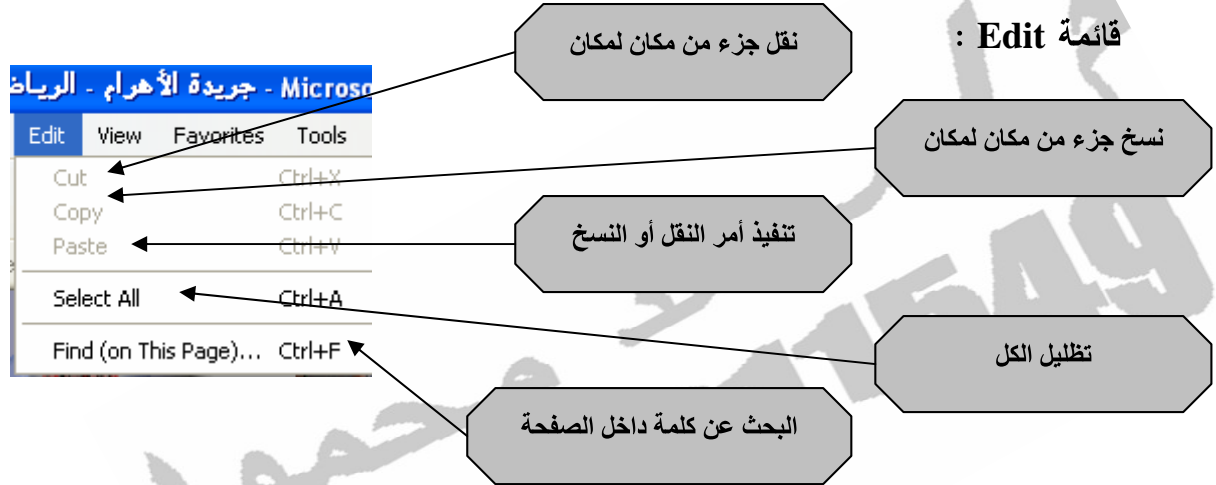 قائمة Edit :
نقل جزء من مكان لمكان
جريدة الأهرام - الرياض - Microso
Edit View Favorites Tools
نسخ جزء من مكان لمكان
Cut Ctrl+X
Copy Ctrl+C
Paste Ctrl+V
تنفيذ أمر النقل أو النسخ
Select All Ctrl+A
تظليل الكل
Find (on This Page)... Ctrl+F
البحث عن كلمة داخل الصفحة
1549